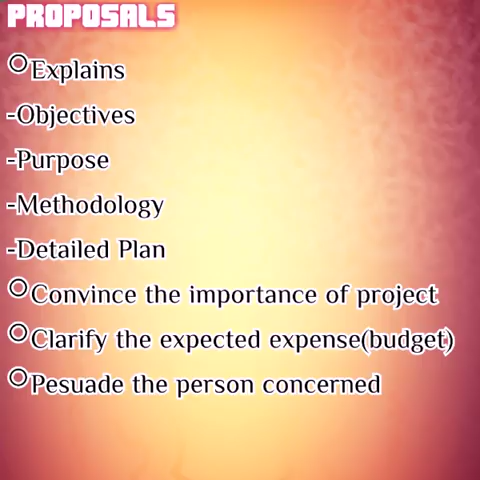 PROPOSALS
°Explains
-Objectives
-Purpose
-Methodology
-Detailed Plan
°Convince the importance of project
°Clarify the expected expense(budget)
°Pesuade the person concerned